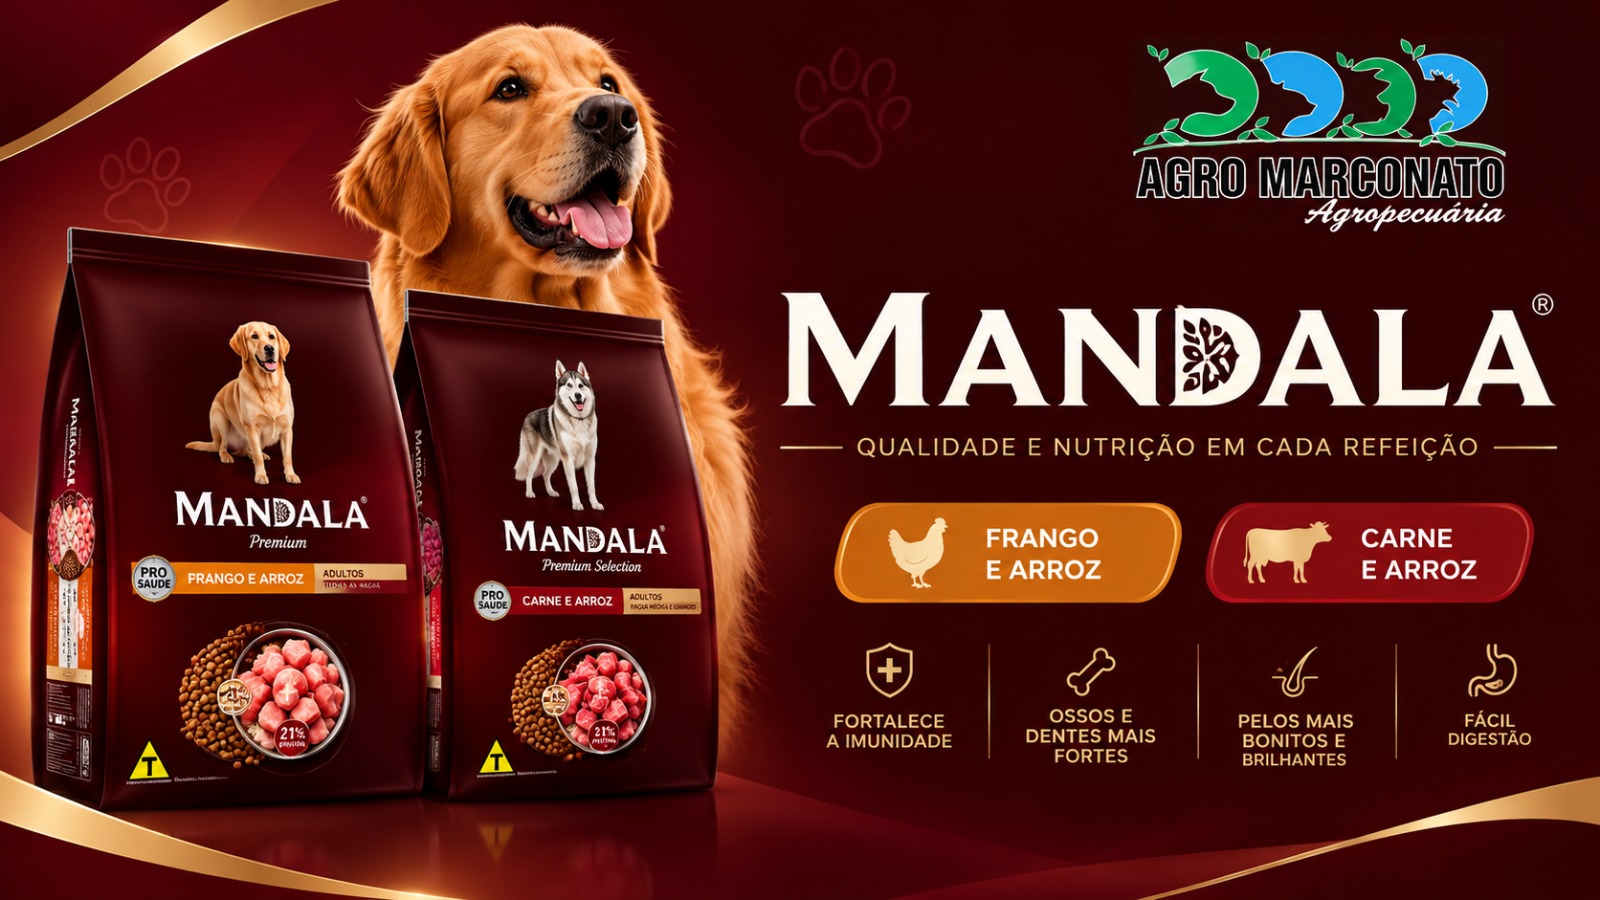 AGRO MARCONATO
Agropecuária
MANDALA®
QUALIDADE E NUTRIÇÃO EM CADA REFEIÇÃO
FRANGO
E ARROZ
CARNE
E ARROZ
FORTALECE
A IMUNIDADE
OSSOS E
DENTES MAIS
FORTES
PELOS MAIS
BONITOS E
BRILHANTES
FÁCIL
DIGESTÃO
MANDALA®
Premium
PRO
SAUDE
FRANGO E ARROZ
ADULTOS
21%
T
MANDALA®
Premium Selection
PRO
SAUDE
CARNE E ARROZ
ADULTOS
21%
T